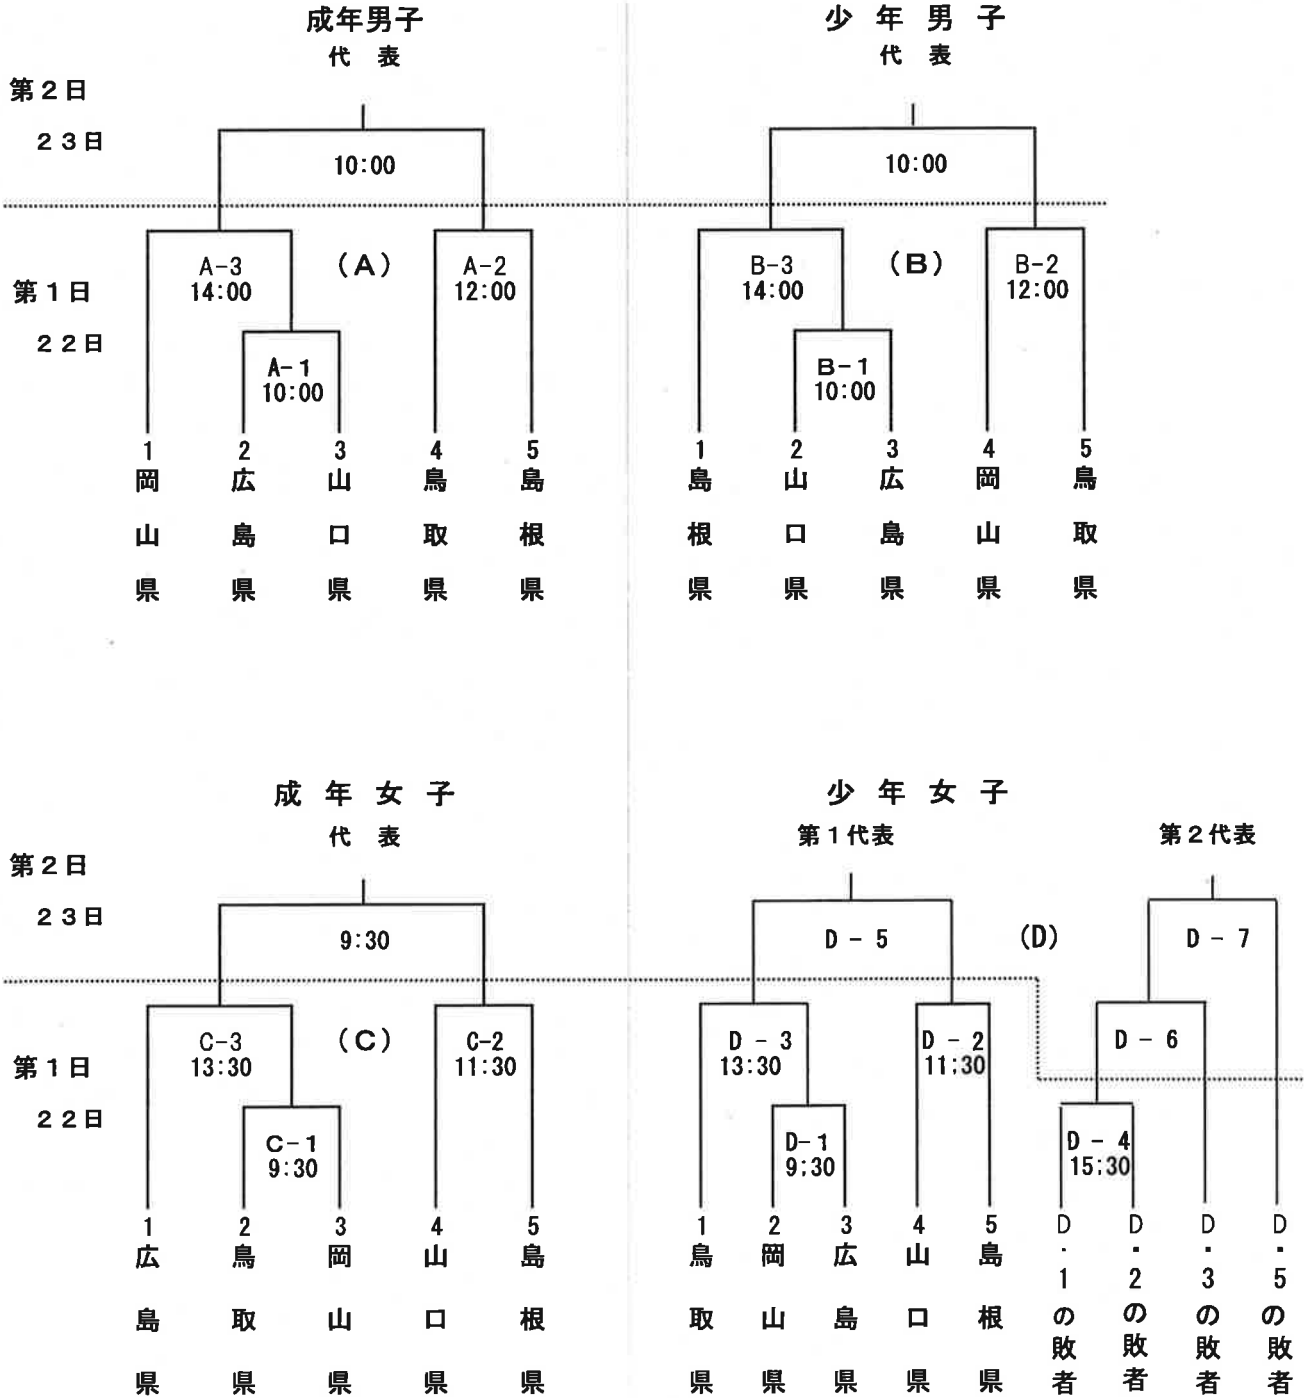 成年男子
代 表
第２日
２３日
10:00
第１日
２２日
A-3
14:00
(A)
A-2
12:00
A-1
10:00
1 2 3 4 5
岡山県
広島県
山口県
鳥取県
島根県
少 年 男 子
代 表
10:00
B-3
14:00
(B)
B-2
12:00
B-1
10:00
1 2 3 4 5
島根県
山口県
広島県
岡山県
鳥取県
成 年 女 子
代 表
第２日
２３日
9:30
第１日
２２日
C-3
13:30
(C)
C-2
11:30
C-1
9:30
1 2 3 4 5
広島県
鳥取県
岡山県
山口県
島根県
少 年 女 子
第１代表
第２代表
D - 5
(D)
D - 7
D - 3
13:30
D - 2
11:30
D - 6
D-1
9:30
D - 4
15:30
1 2 3 4 5
鳥取県
岡山県
広島県
山口県
島根県
D・1の敗者
D・2の敗者
D・3の敗者
D・5の敗者